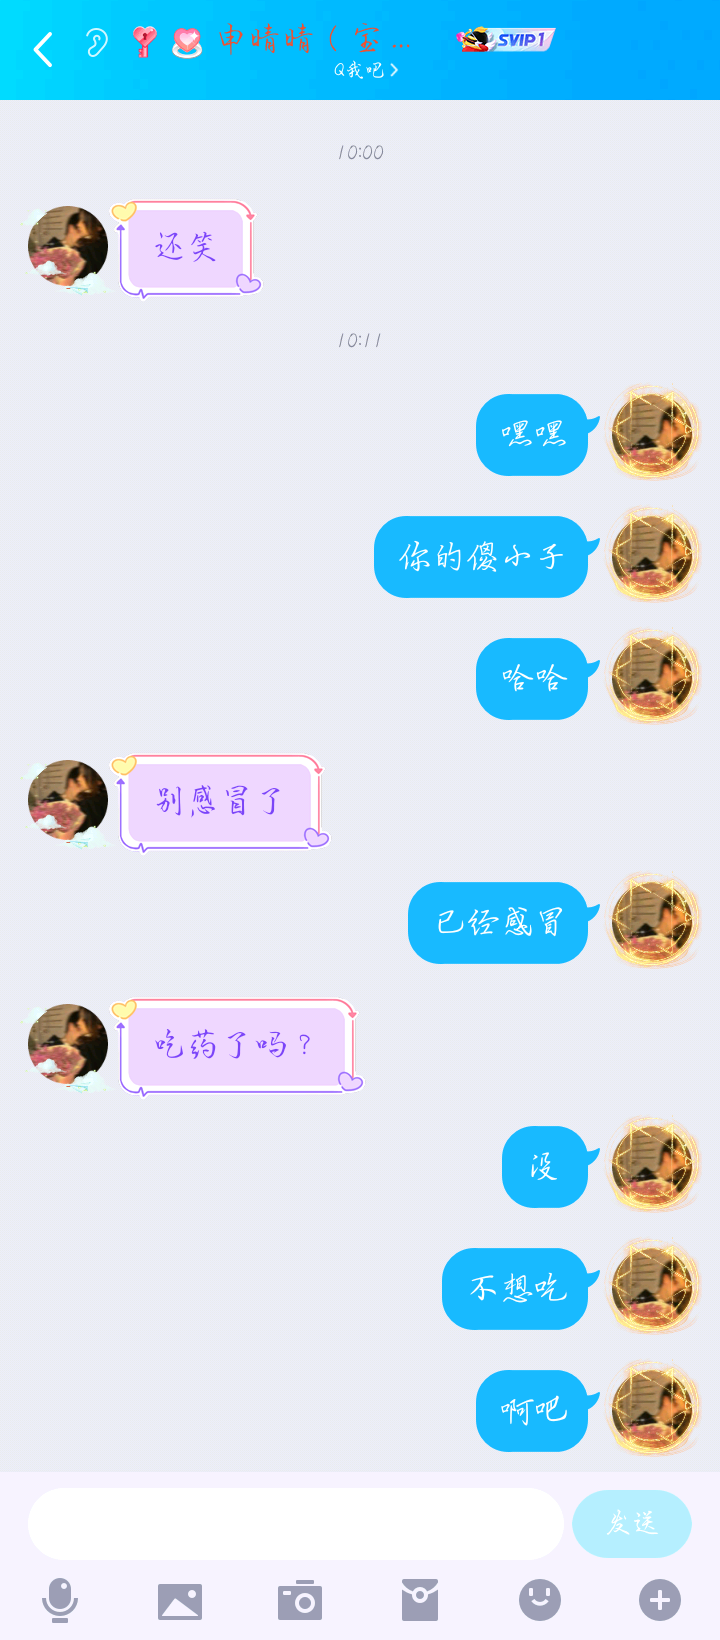 申晴晴（宝...
SVIP1
Q我吧
10:00
还笑
10:11
嘿嘿
你的傻小子
哈哈
别感冒了
已经感冒
吃药了吗？
没
不想吃
啊吧
发送